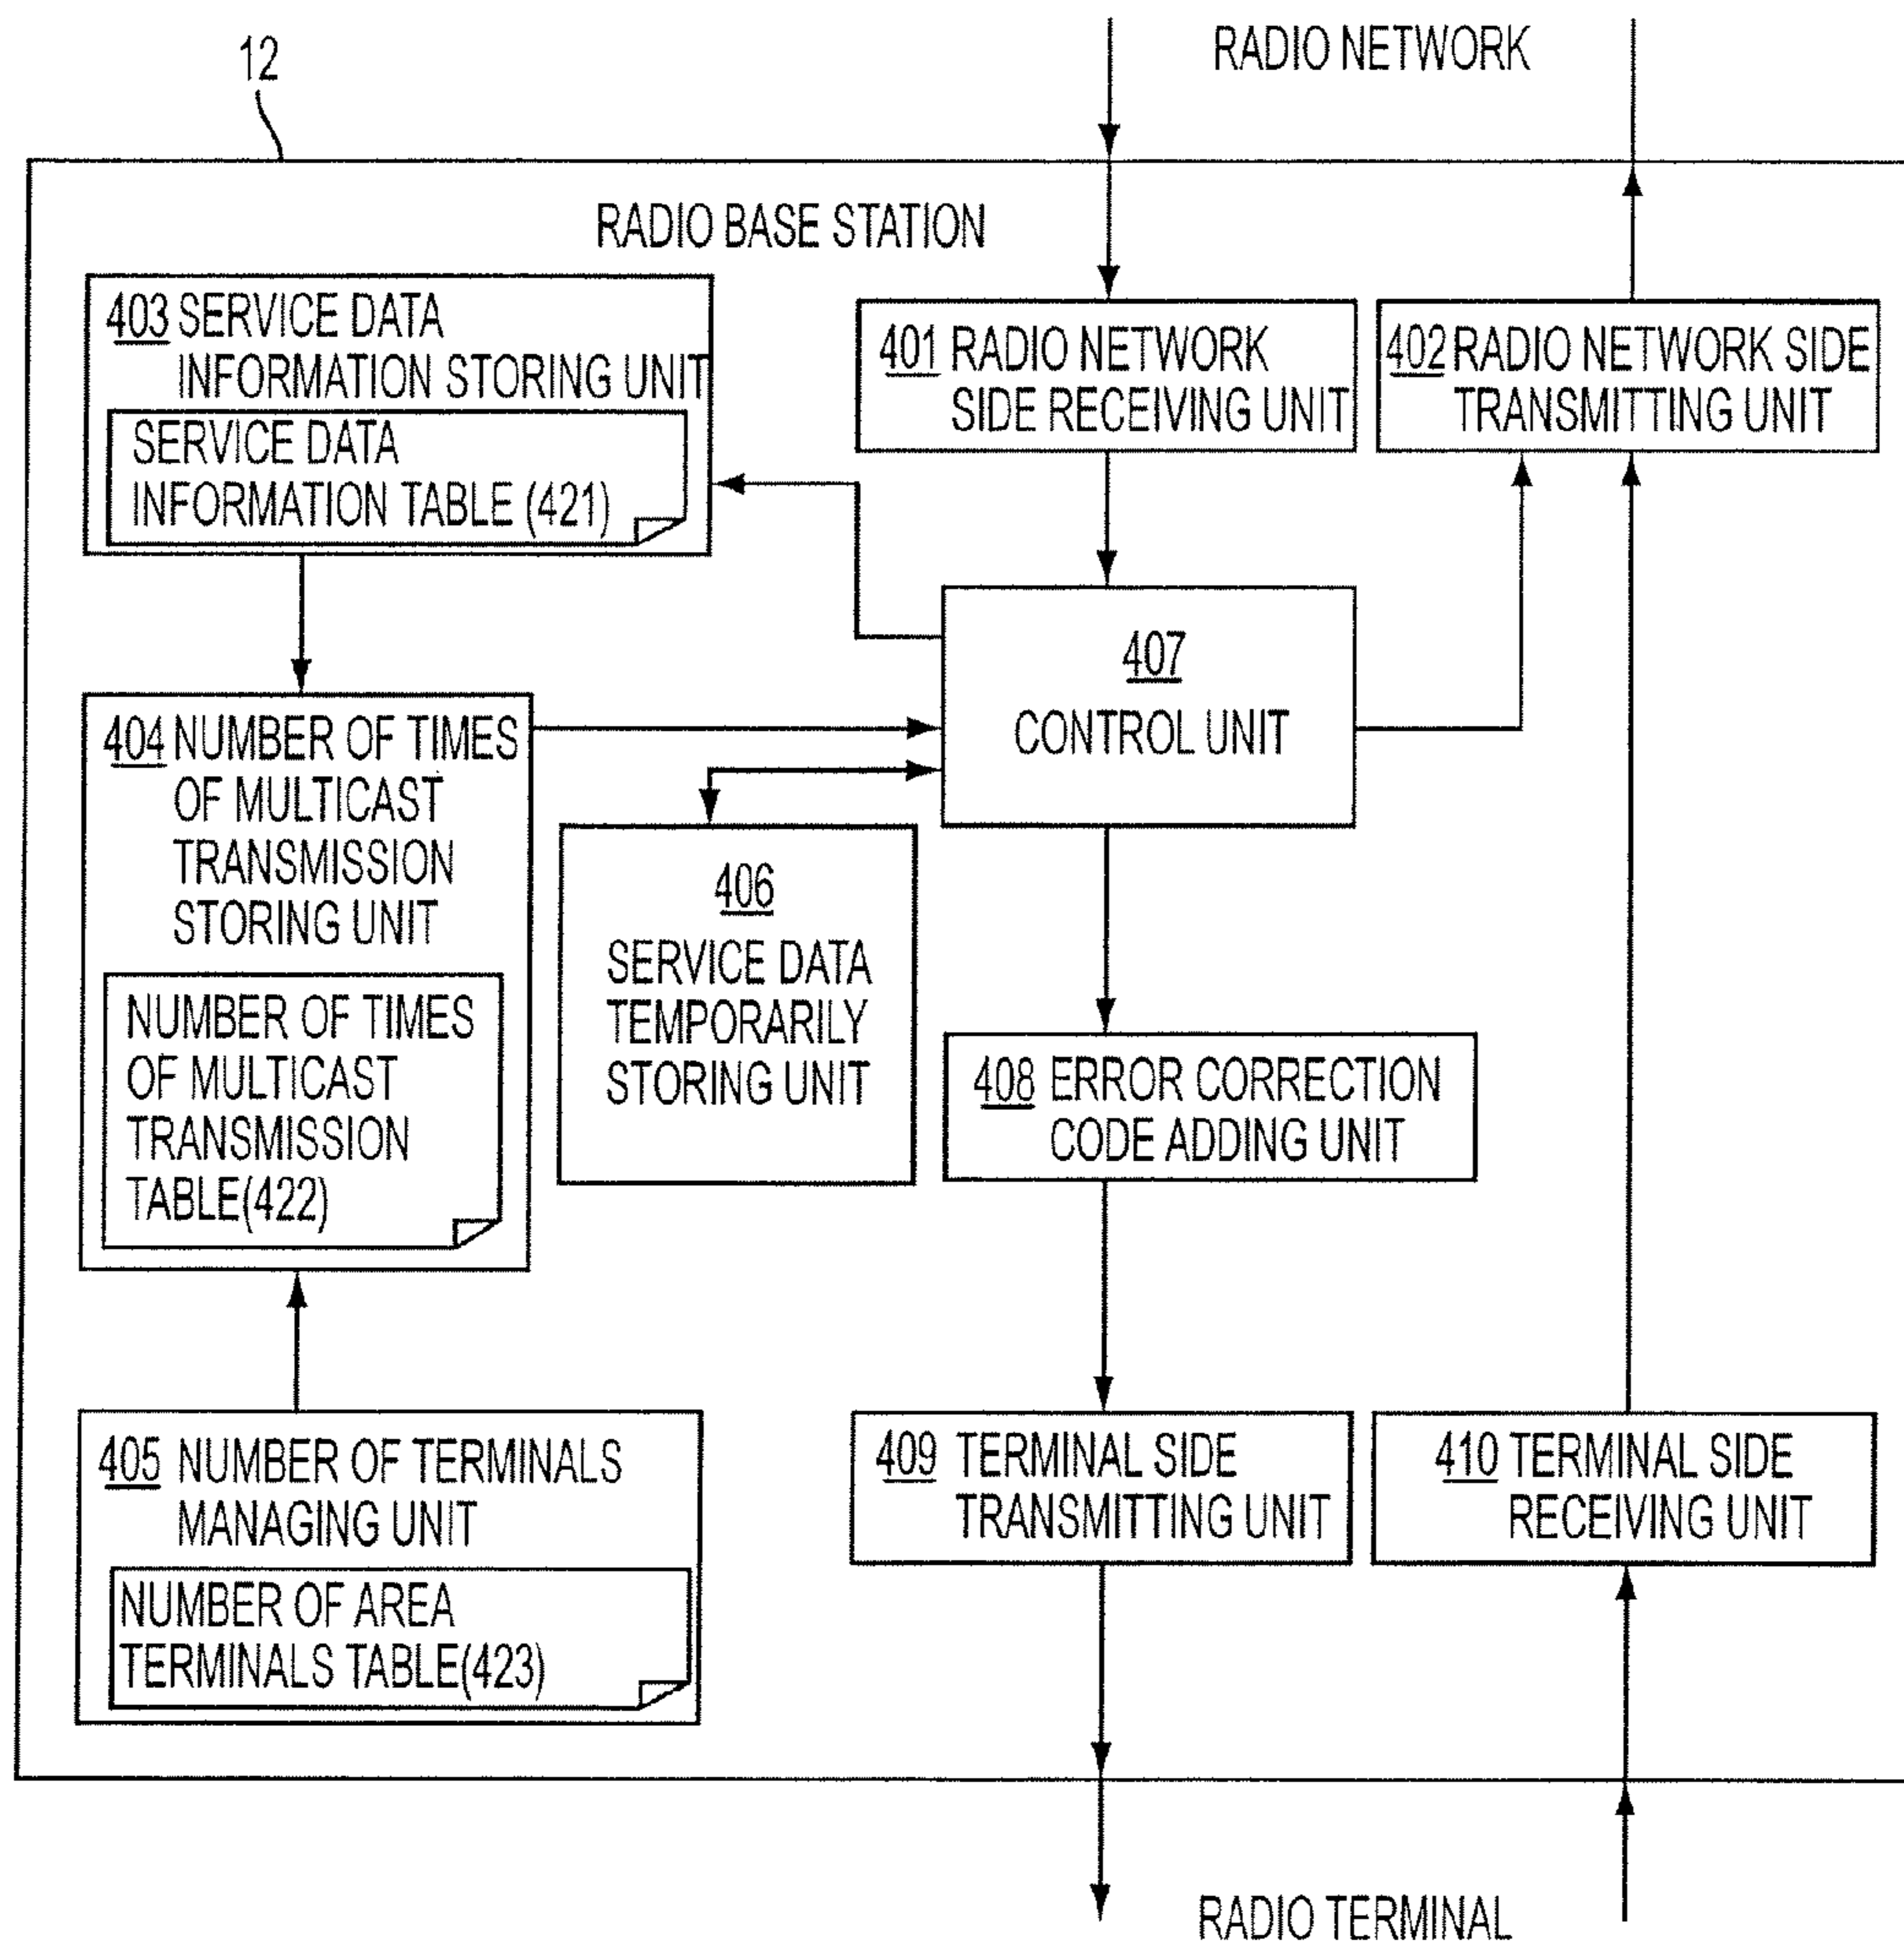 RADIO NETWORK
12
RADIO BASE STATION
403 SERVICE DATA
INFORMATION STORING UNIT
SERVICE DATA
INFORMATION TABLE (421)
401 RADIO NETWORK
SIDE RECEIVING UNIT
402 RADIO NETWORK SIDE
TRANSMITTING UNIT
407
CONTROL UNIT
404 NUMBER OF TIMES
OF MULTICAST
TRANSMISSION
STORING UNIT
NUMBER OF TIMES
OF MULTICAST
TRANSMISSION
TABLE(422)
406
SERVICE DATA
TEMPORARILY
STORING UNIT
408 ERROR CORRECTION
CODE ADDING UNIT
405 NUMBER OF TERMINALS
MANAGING UNIT
NUMBER OF AREA
TERMINALS TABLE(423)
409 TERMINAL SIDE
TRANSMITTING UNIT
410 TERMINAL SIDE
RECEIVING UNIT
RADIO TERMINAL